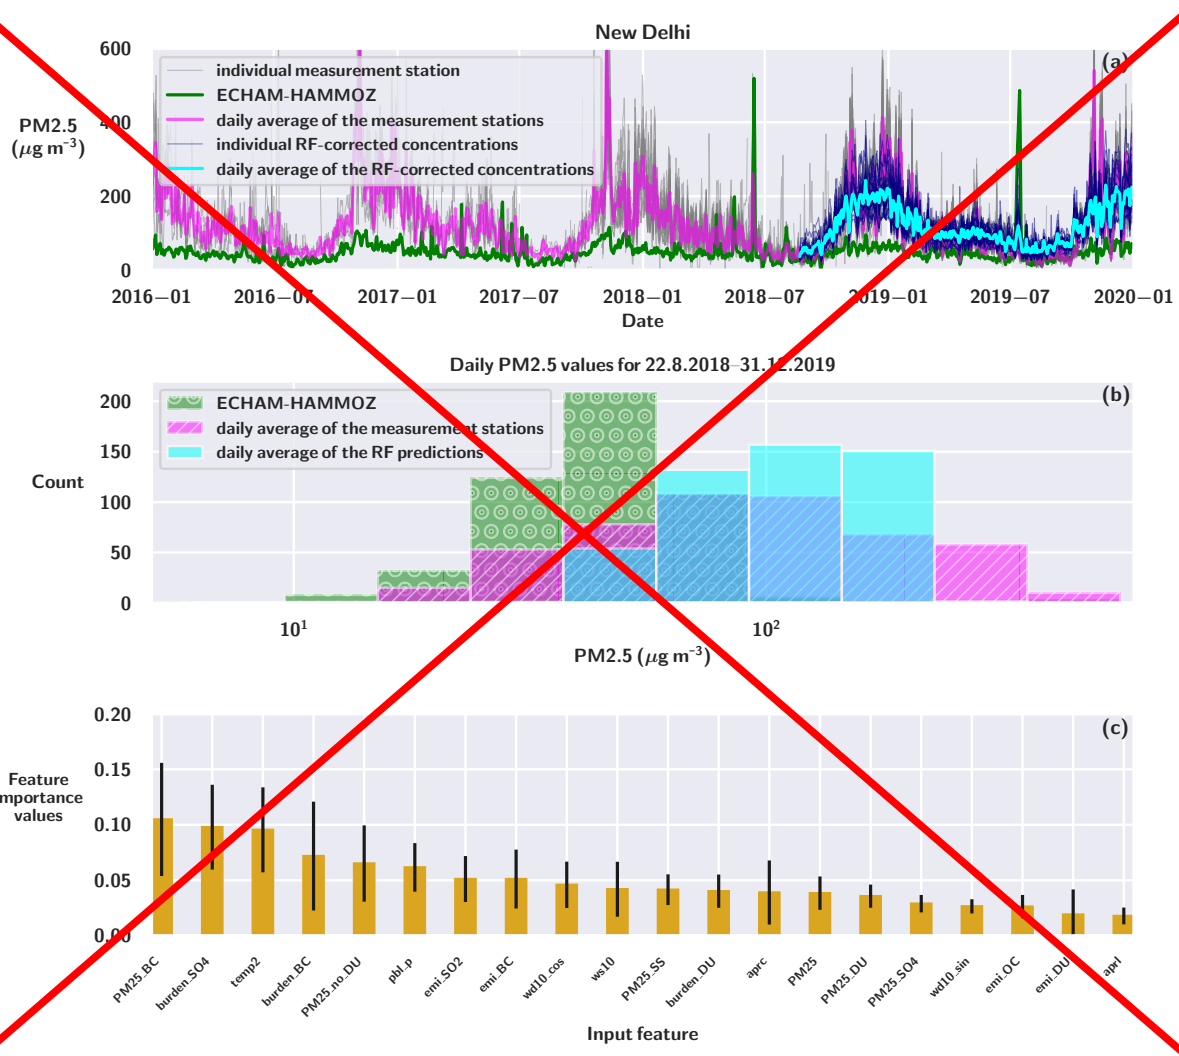 New Delhi
(a)
PM2.5
(μg m⁻³)
600
400
200
0
individual measurement station
ECHAM-HAMMOZ
daily average of the measurement stations
individual RF-corrected concentrations
daily average of the RF-corrected concentrations
2016−01 2016−07 2017−01 2017−07 2018−01 2018−07 2019−01 2019−07 2020−01
Date
Daily PM2.5 values for 22.8.2018–31.12.2019
(b)
Count
200
150
100
50
0
ECHAM-HAMMOZ
daily average of the measurement stations
daily average of the RF predictions
10¹ 10²
PM2.5 (μg m⁻³)
(c)
Feature
mportance
values
0.20
0.15
0.10
0.05
0.00
PM25_BC burden_SO4 temp2 burden_BC PM25_no_DU pbl_p emi_SO2 emi_BC wd10_cos ws10 PM25_SS burden_DU aprc PM25 PM25_DU PM25_SO4 wd10_sin emi_OC emi_DU aprl
Input feature